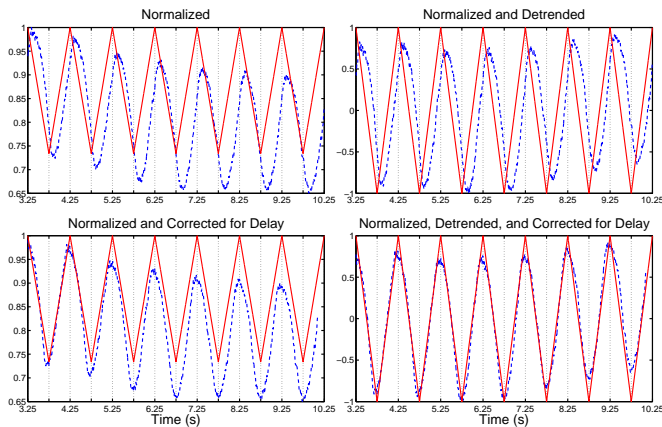 Normalized
1
0.95
0.9
0.85
0.8
0.75
0.7
0.65
3.25 4.25 5.25 6.25 7.25 8.25 9.25 10.25
Normalized and Detrended
1
0.5
0
−0.5
−1
3.25 4.25 5.25 6.25 7.25 8.25 9.25 10.25
Normalized and Corrected for Delay
1
0.95
0.9
0.85
0.8
0.75
0.7
0.65
3.25 4.25 5.25 6.25 7.25 8.25 9.25 10.25
Time (s)
Normalized, Detrended, and Corrected for Delay
1
0.5
0
−0.5
−1
3.25 4.25 5.25 6.25 7.25 8.25 9.25 10.25
Time (s)